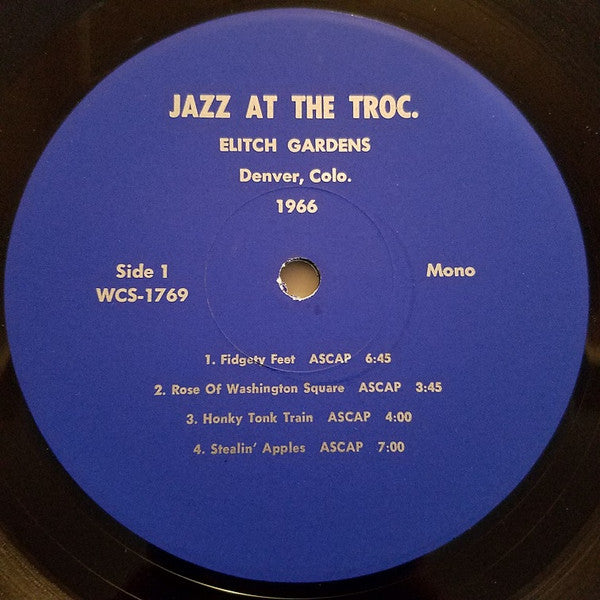 JAZZ AT THE TROC.
ELITCH GARDENS
Denver, Colo.
1966
Side 1
WCS-1769
Mono
1. Fidgety Feet ASCAP 6:45
2. Rose Of Washington Square ASCAP 3:45
3. Honky Tonk Train ASCAP 4:00
4. Stealin' Apples ASCAP 7:00